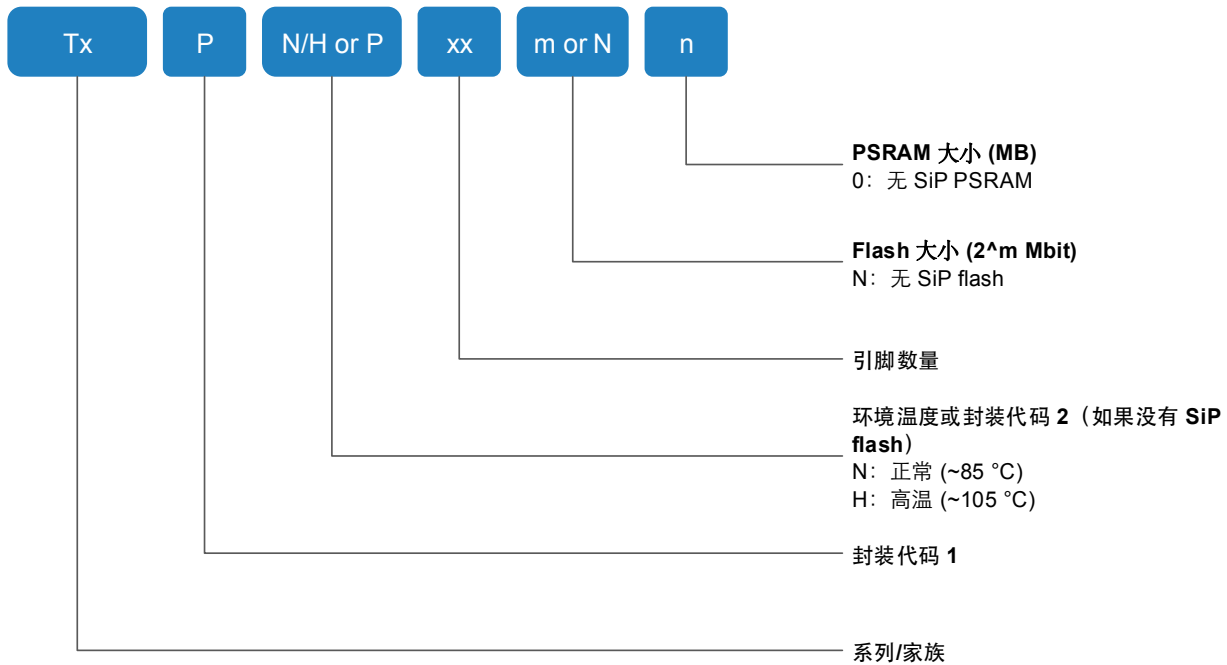 Tx P N/H or P xx m or N n
PSRAM 大小 (MB)
0：无 SiP PSRAM
Flash 大小 (2^m Mbit)
N：无 SiP flash
引脚数量
环境温度或封装代码 2（如果没有 SiP
flash）
N：正常 (~85 °C)
H：高温 (~105 °C)
封装代码 1
系列/家族